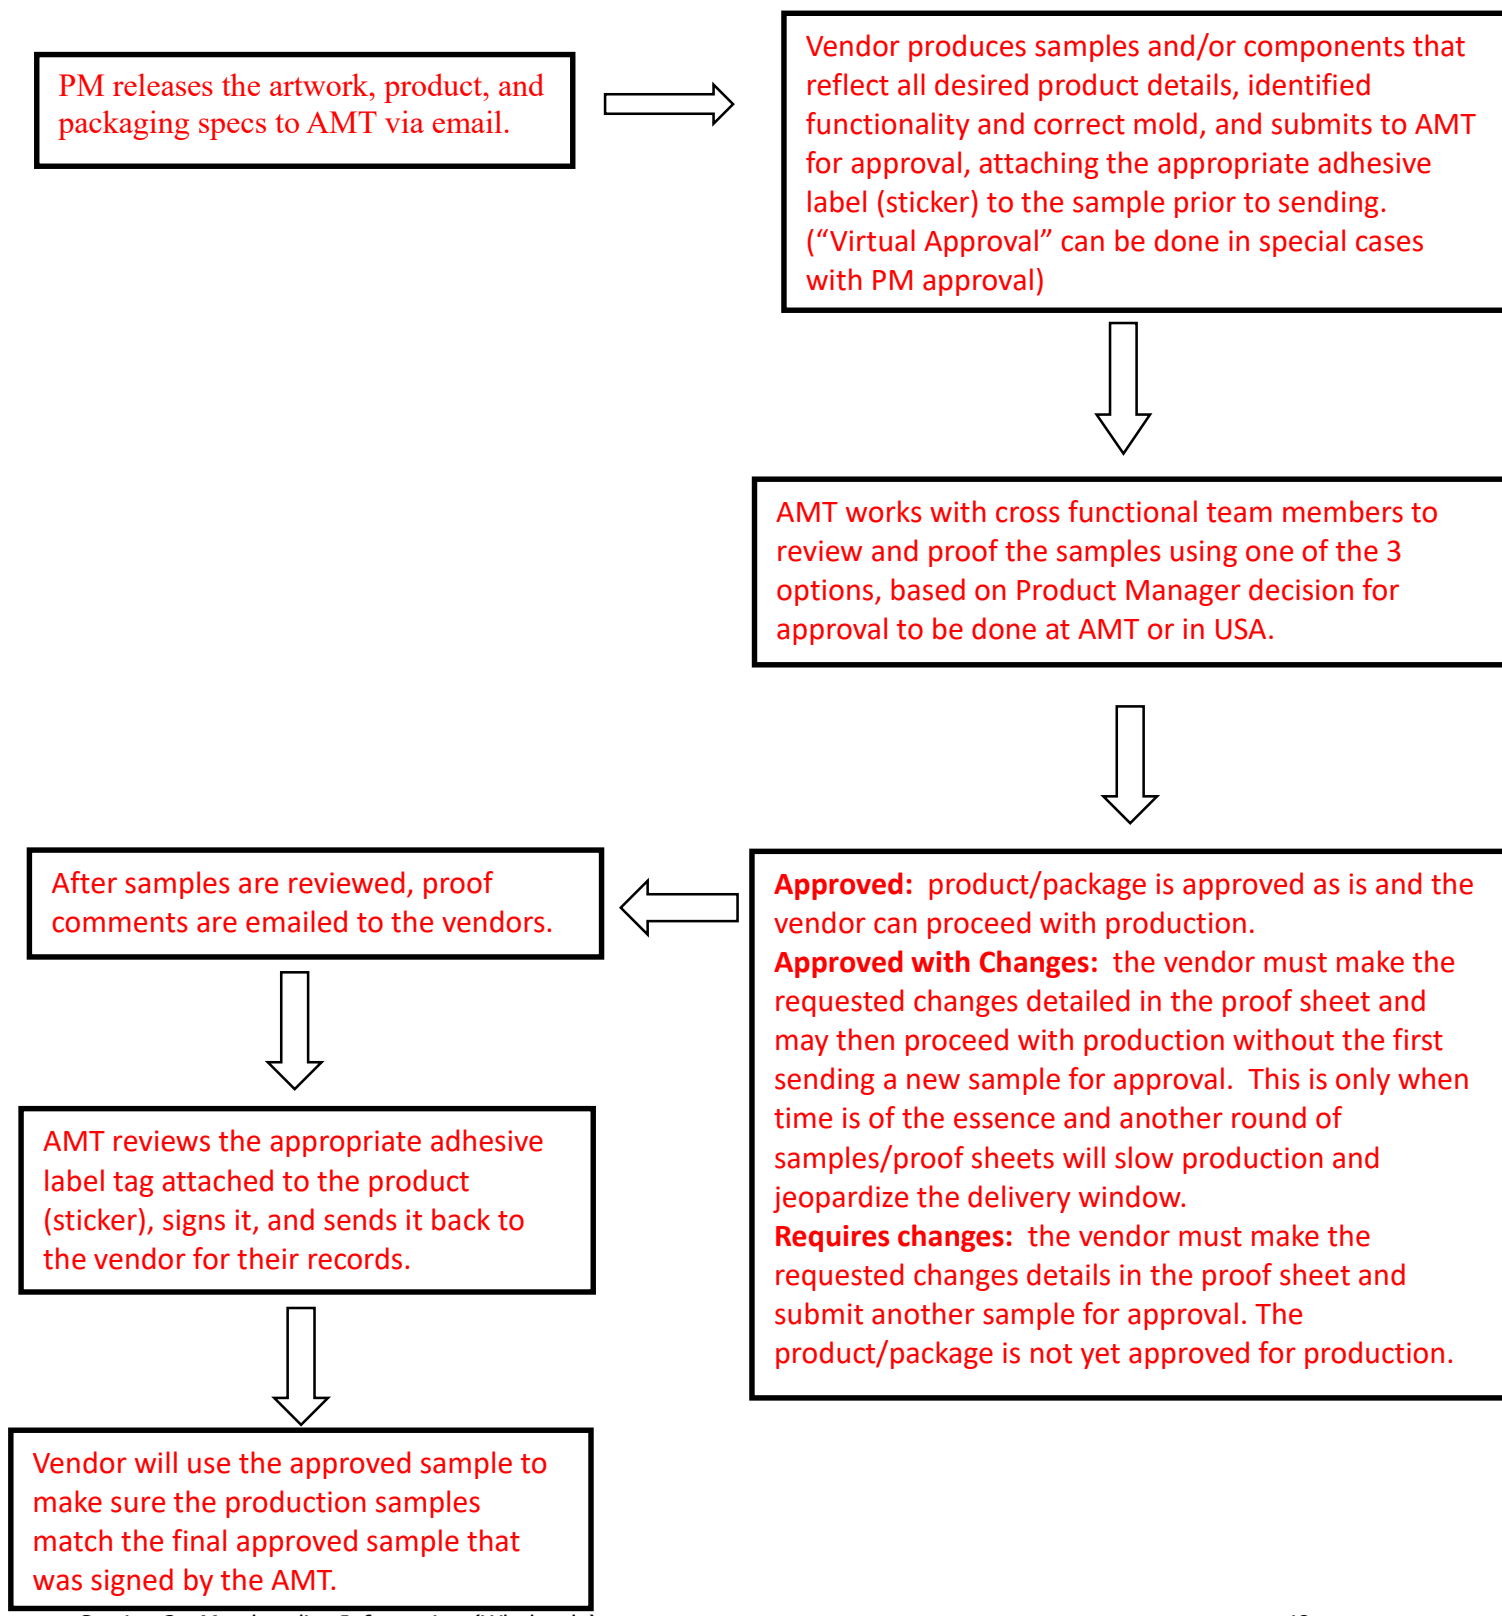 PM releases the artwork, product, and
packaging specs to AMT via email.
Vendor produces samples and/or components that
reflect all desired product details, identified
functionality and correct mold, and submits to AMT
for approval, attaching the appropriate adhesive
label (sticker) to the sample prior to sending.
(“Virtual Approval” can be done in special cases
with PM approval)
AMT works with cross functional team members to
review and proof the samples using one of the 3
options, based on Product Manager decision for
approval to be done at AMT or in USA.
Approved:  product/package is approved as is and the
vendor can proceed with production.
Approved with Changes:  the vendor must make the
requested changes detailed in the proof sheet and
may then proceed with production without the first
sending a new sample for approval.  This is only when
time is of the essence and another round of
samples/proof sheets will slow production and
jeopardize the delivery window.
Requires changes:  the vendor must make the
requested changes details in the proof sheet and
submit another sample for approval. The
product/package is not yet approved for production.
After samples are reviewed, proof
comments are emailed to the vendors.
AMT reviews the appropriate adhesive
label tag attached to the product
(sticker), signs it, and sends it back to
the vendor for their records.
Vendor will use the approved sample to
make sure the production samples
match the final approved sample that
was signed by the AMT.